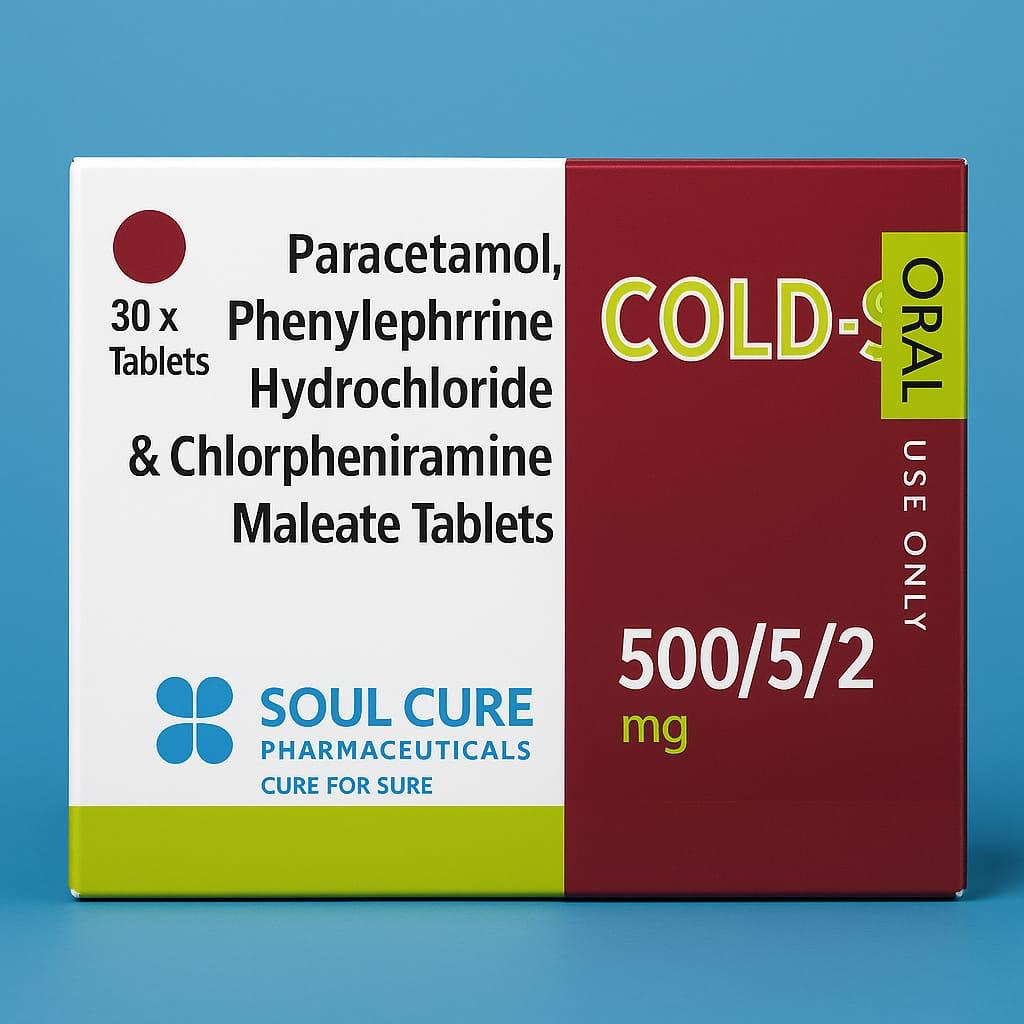 30 x
Tablets
Paracetamol,
Phenylephrrine
Hydrochloride
& Chlorpheniramine
Maleate Tablets
SOUL CURE
PHARMACEUTICALS
CURE FOR SURE
COLD-
ORAL
USE ONLY
500/5/2
mg